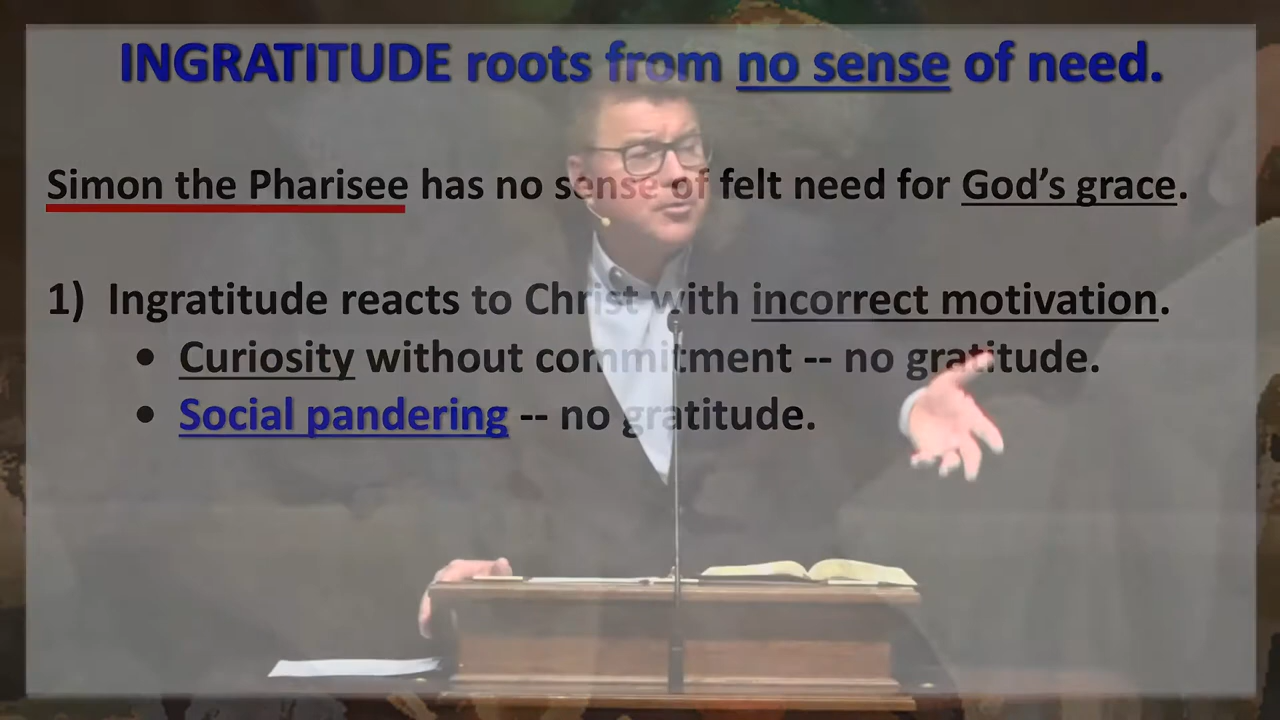 INGRATITUDE roots from no sense of need.
Simon the Pharisee has no sense of felt need for God’s grace.
1) Ingratitude reacts to Christ with incorrect motivation.
• Curiosity without commitment -- no gratitude.
• Social pandering -- no gratitude.